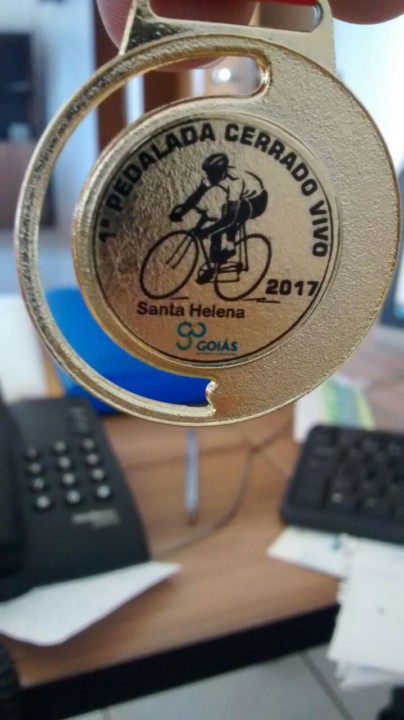 1ª PEDALADA CERRADO VIVO
2017
Santa Helena
GOIÁS